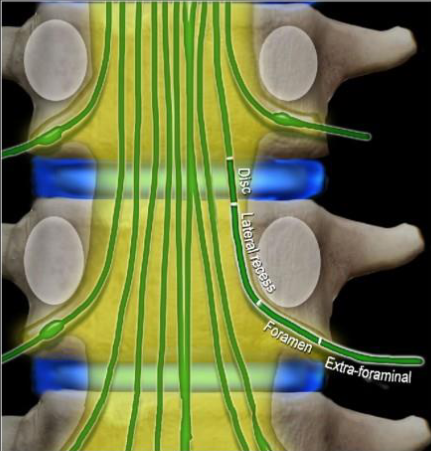 Disc
Lateral recess
Foramen
Extra-foraminal